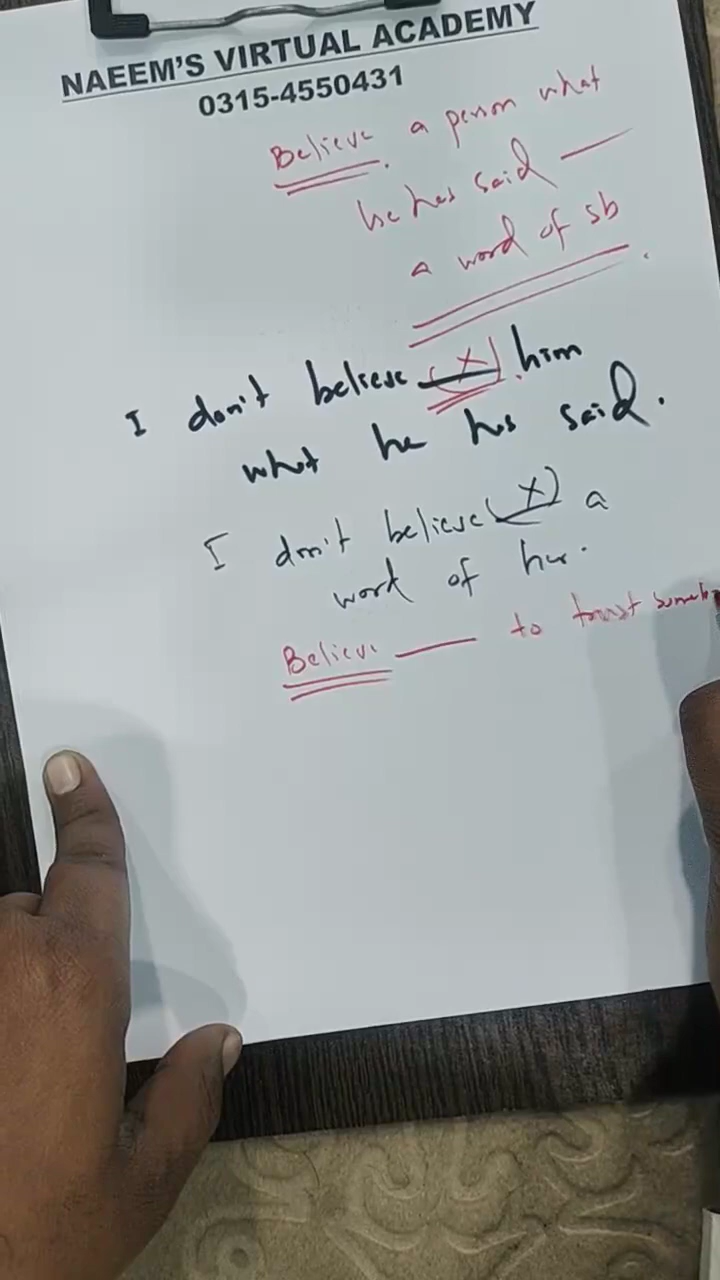 NAEEM'S VIRTUAL ACADEMY
0315-4550431
Believe a person what
he has said —
a word of sb
I don't believe (X) him
what he has said.
I don't believe (X) a
word of her.
Believe — to trust